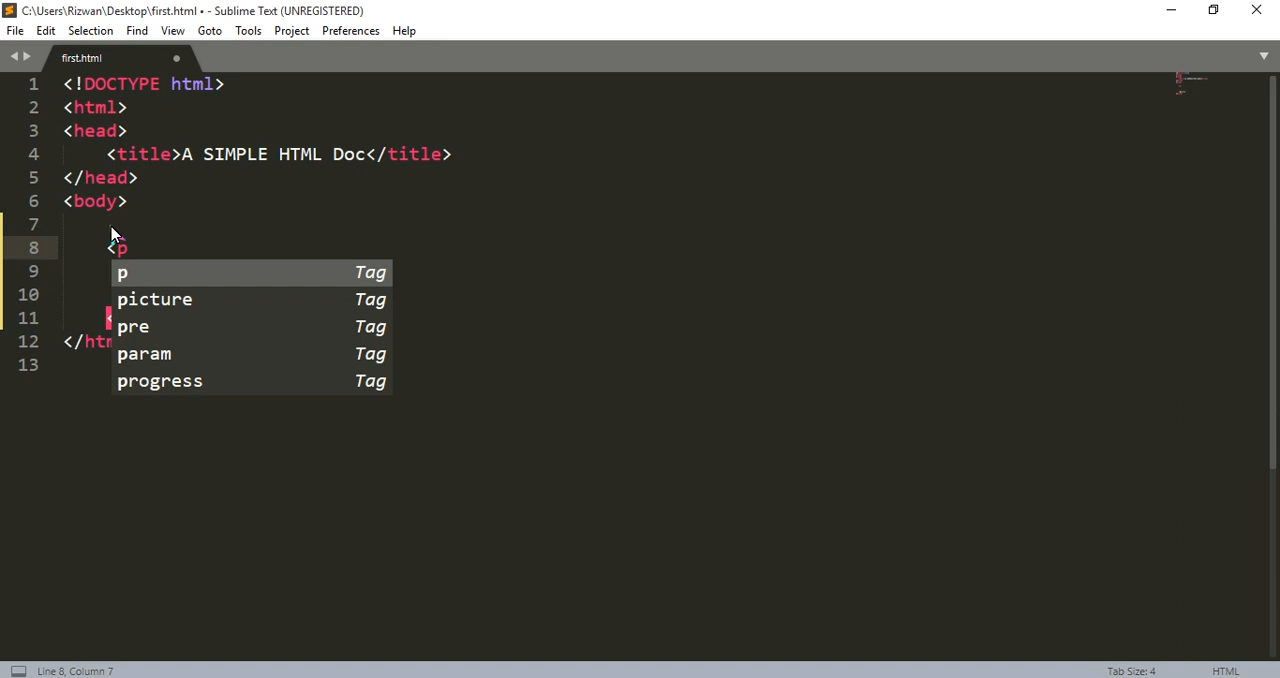 C:\Users\Rizwan\Desktop\first.html • - Sublime Text (UNREGISTERED)
File Edit Selection Find View Goto Tools Project Preferences Help
first.html
1 <!DOCTYPE html>
2 <html>
3 <head>
4 <title>A SIMPLE HTML Doc</title>
5 </head>
6 <body>
7
8 <p
9 p Tag
10 picture Tag
11 < pre Tag
12 </htm param Tag
13 progress Tag
Line 8, Column 7 Tab Size: 4 HTML